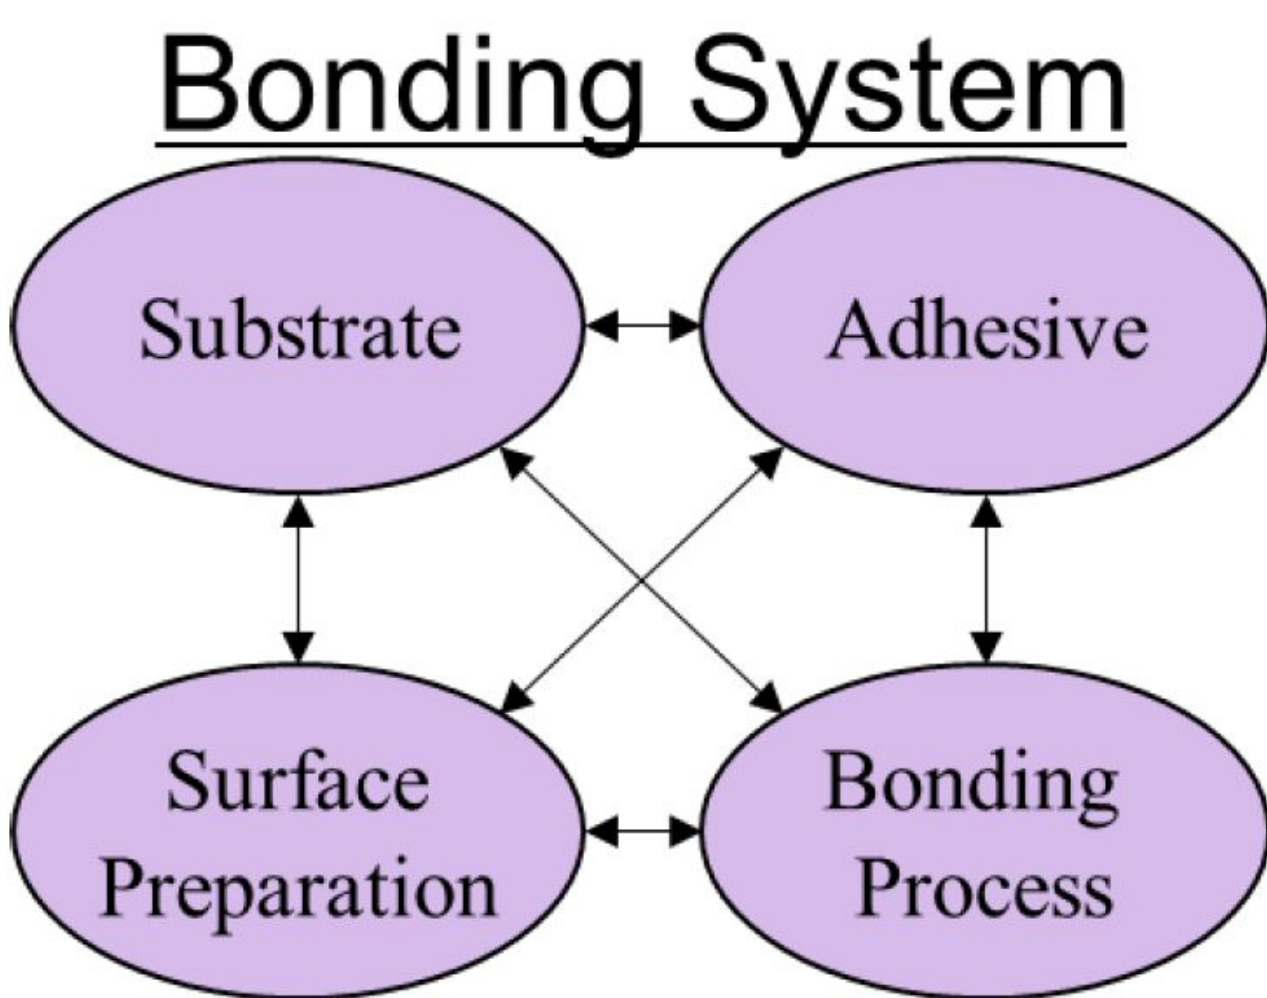 Bonding System
Substrate
Adhesive
Surface
Preparation
Bonding
Process